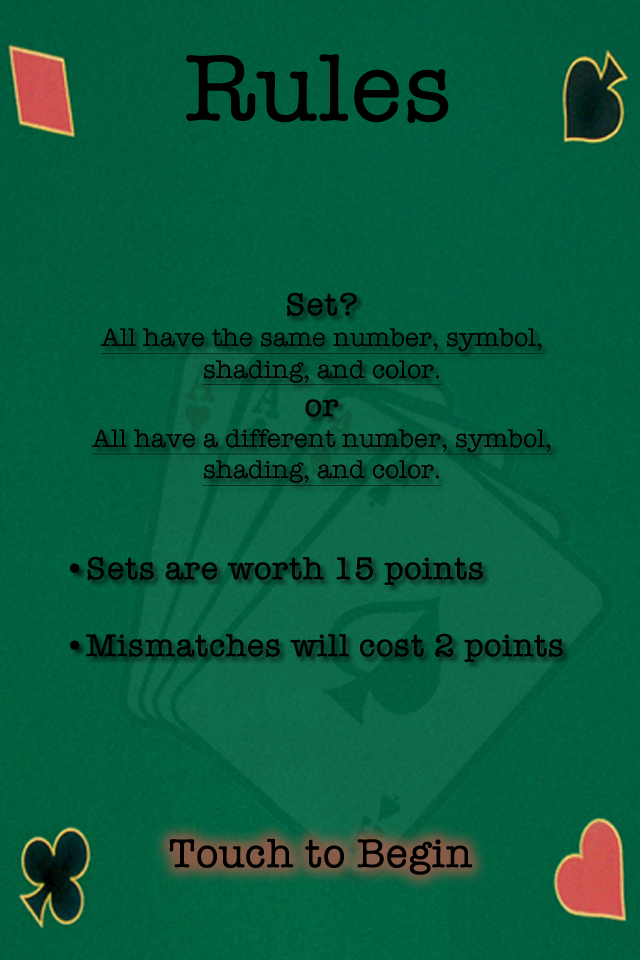 Rules
Set?
All have the same number, symbol,
shading, and color.
or
All have a different number, symbol,
shading, and color.
•Sets are worth 15 points
•Mismatches will cost 2 points
Touch to Begin